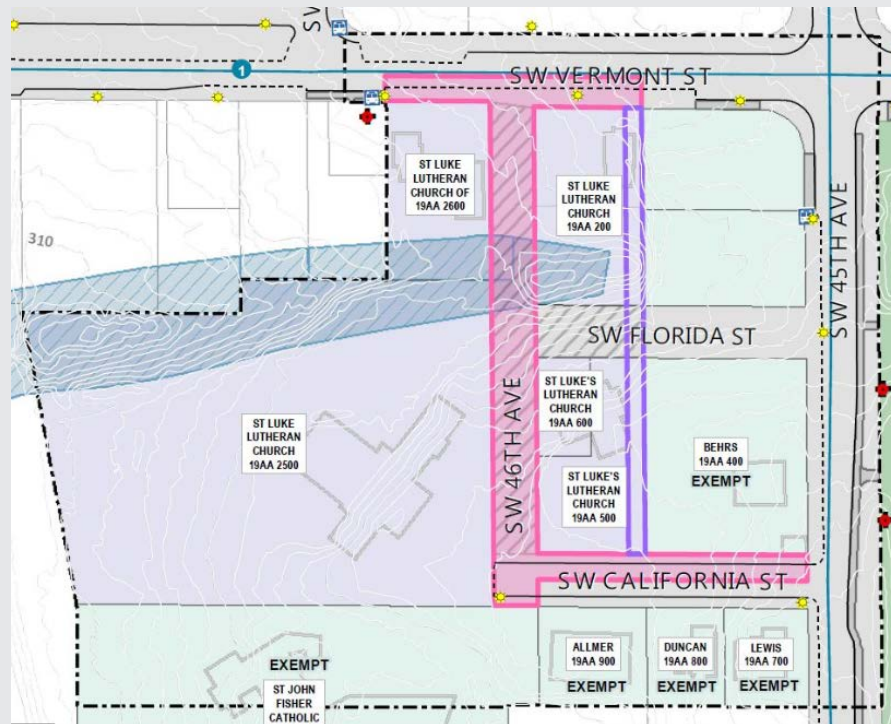 SV
1
SW VERMONT ST
ST LUKE
LUTHERAN
CHURCH OF
19AA 2600
ST LUKE
LUTHERAN
CHURCH
19AA 200
SW 45TH AVE
310
SW FLORIDA ST
SW 46TH AVE
ST LUKE'S
LUTHERAN
CHURCH
19AA 600
ST LUKE
LUTHERAN
CHURCH
19AA 2500
BEHRS
19AA 400
EXEMPT
ST LUKE'S
LUTHERAN
CHURCH
19AA 500
SW CALIFORNIA ST
ALLMER
19AA 900
EXEMPT
DUNCAN
19AA 800
EXEMPT
LEWIS
19AA 700
EXEMPT
EXEMPT
ST JOHN
FISHER
CATHOLIC